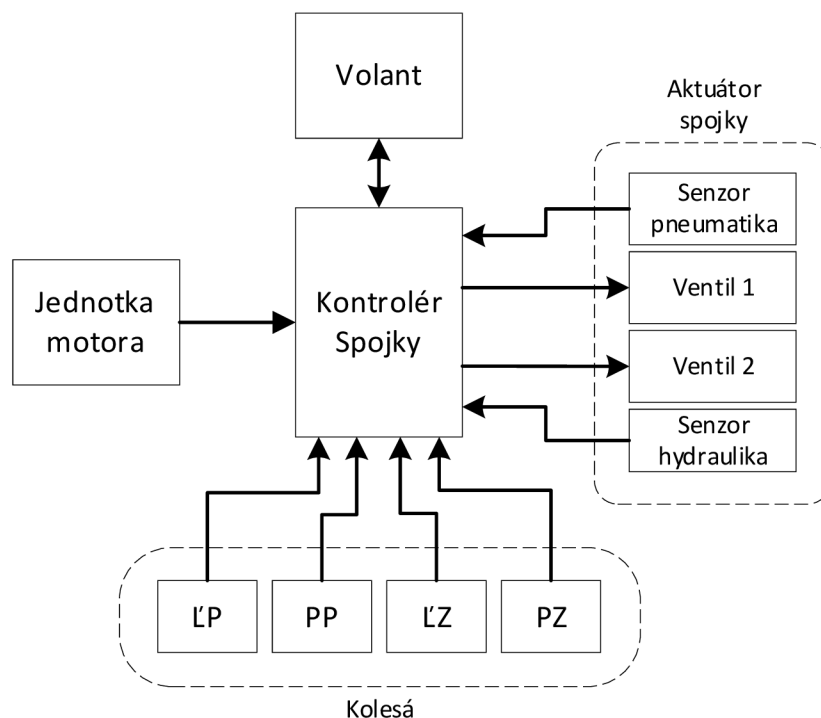 Volant
Aktuátor
spojky
Senzor
pneumatika
Ventil 1
Ventil 2
Senzor
hydraulika
Jednotka
motora
Kontrolér
Spojky
ĽP
PP
ĽZ
PZ
Kolesá